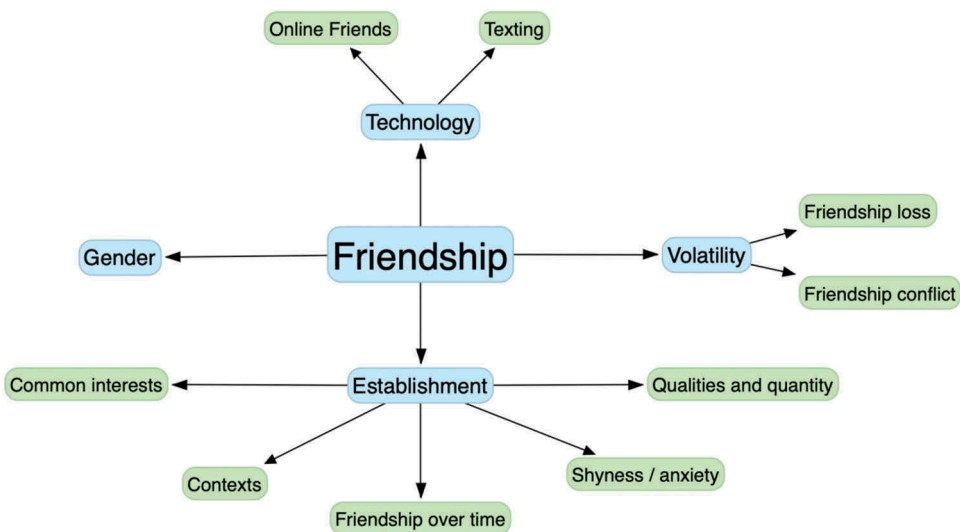 Online Friends
Texting
Technology
Friendship loss
Gender
Friendship
Volatility
Friendship conflict
Common interests
Establishment
Qualities and quantity
Contexts
Shyness / anxiety
Friendship over time